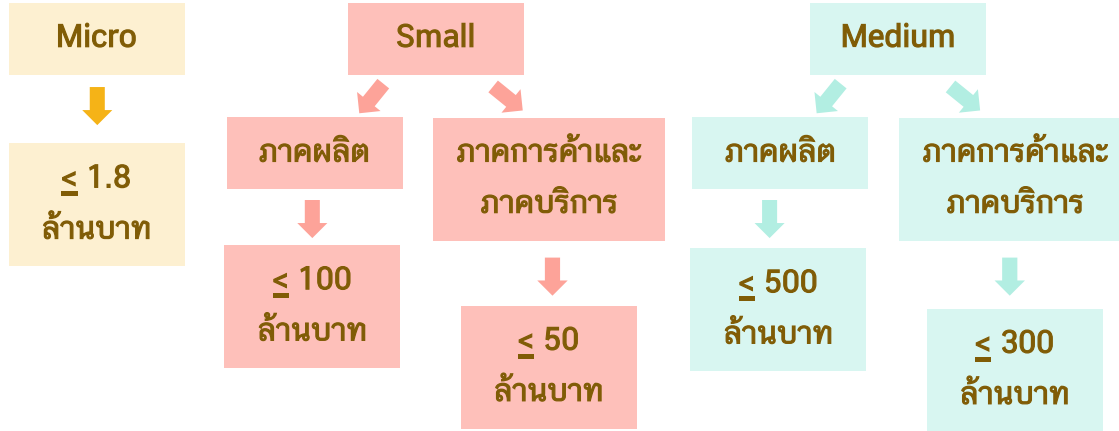 Micro
≤ 1.8
ล้านบาท
Small
ภาคผลิต
≤ 100
ล้านบาท
ภาคการค้าและ
ภาคบริการ
≤ 50
ล้านบาท
Medium
ภาคผลิต
≤ 500
ล้านบาท
ภาคการค้าและ
ภาคบริการ
≤ 300
ล้านบาท